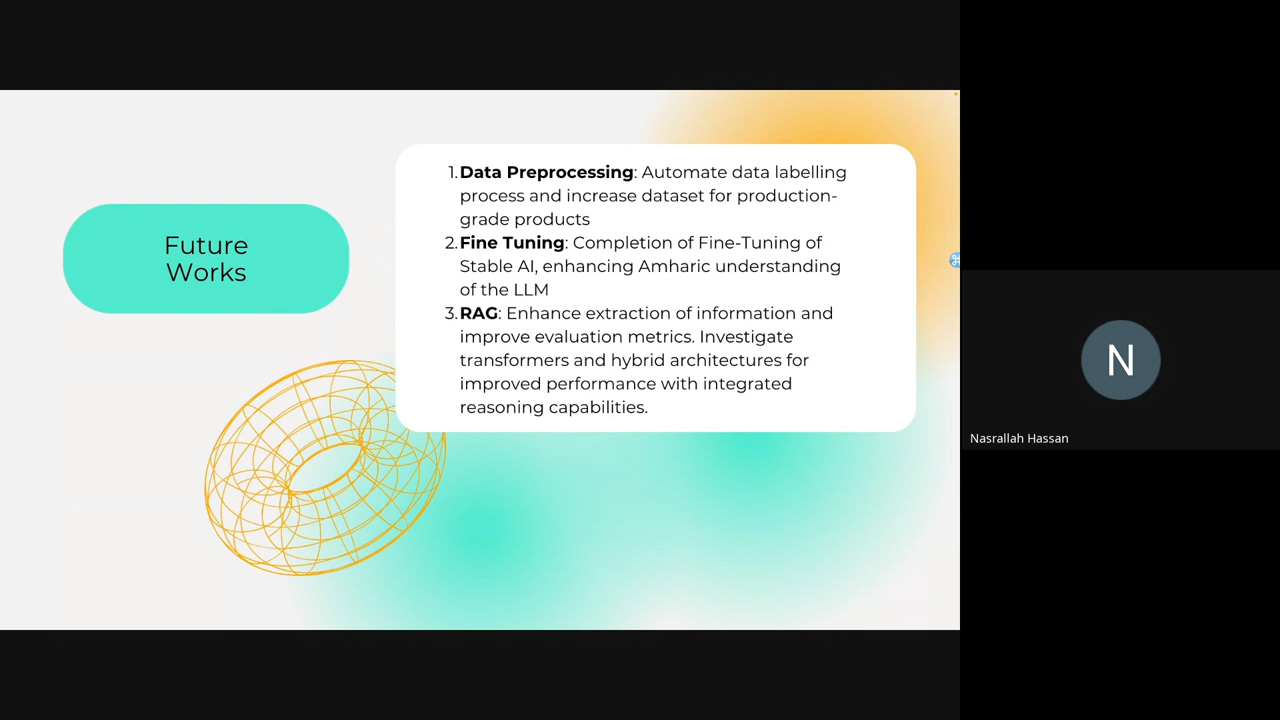 Future
Works
1. Data Preprocessing: Automate data labelling
process and increase dataset for production-
grade products
2. Fine Tuning: Completion of Fine-Tuning of
Stable AI, enhancing Amharic understanding
of the LLM
3. RAG: Enhance extraction of information and
improve evaluation metrics. Investigate
transformers and hybrid architectures for
improved performance with integrated
reasoning capabilities.
N
Nasrallah Hassan